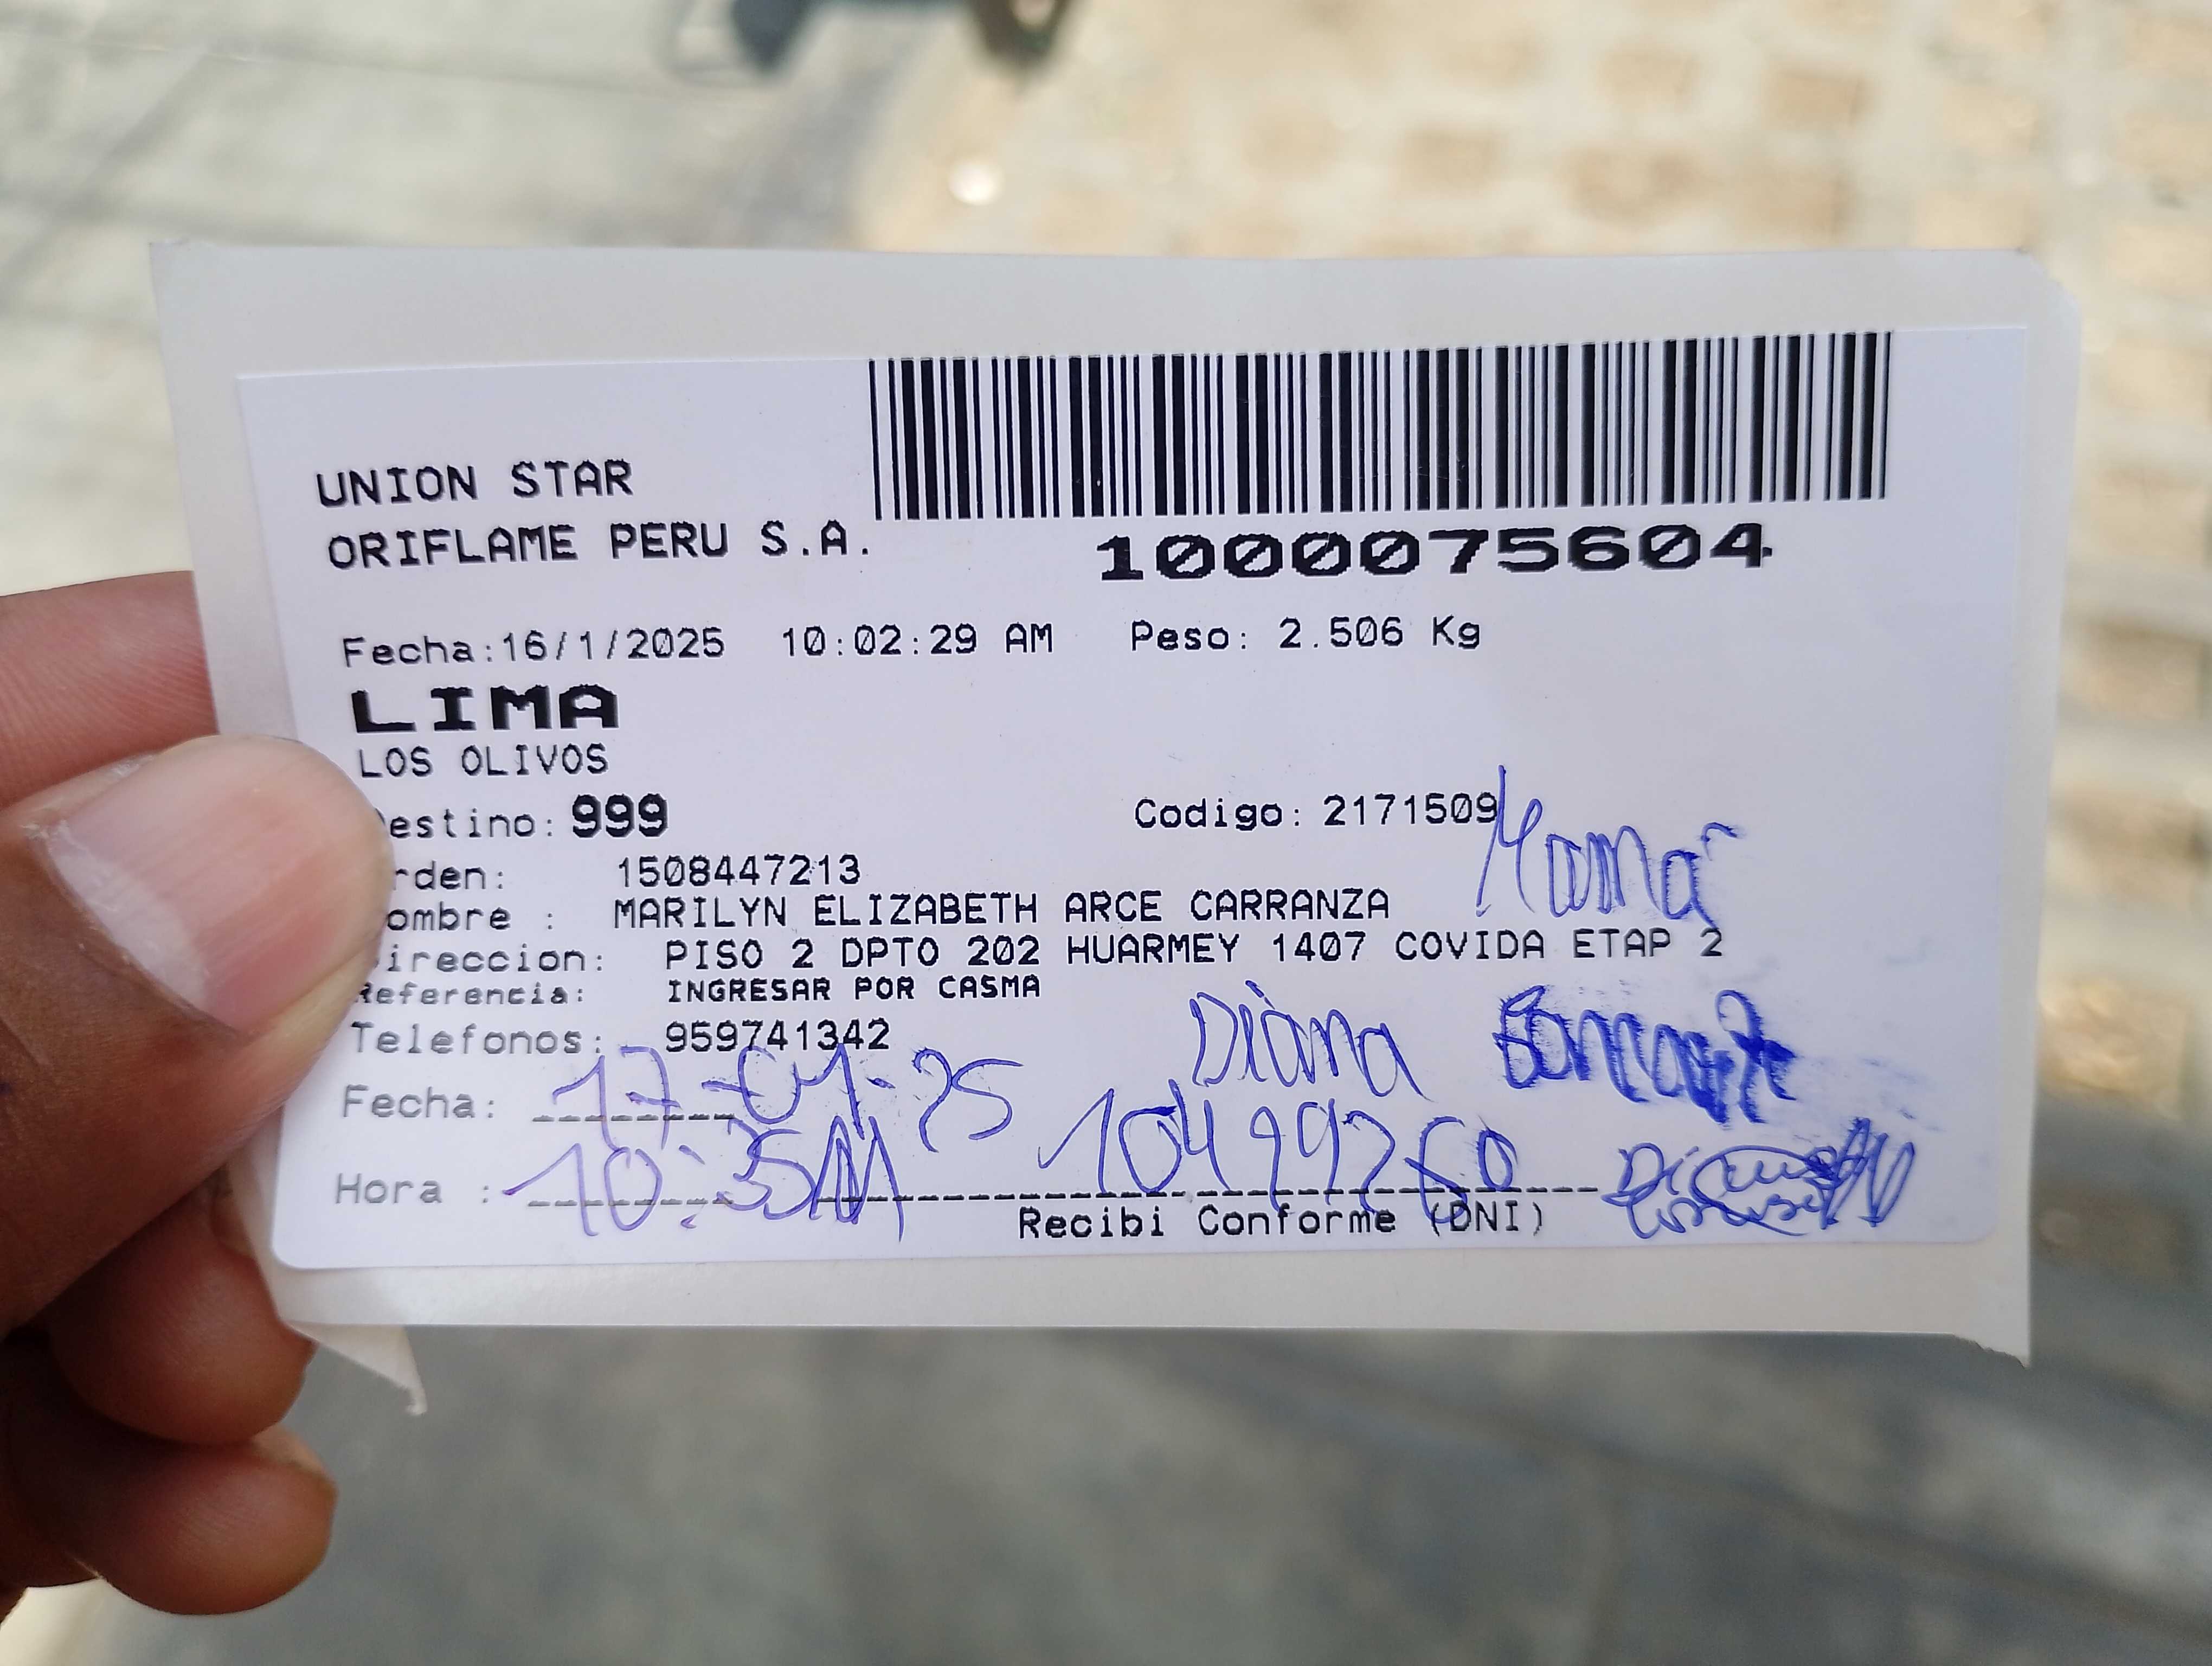 UNION STAR
ORIFLAME PERU S.A.
1000075604
Fecha:16/1/2025 10:02:29 AM Peso: 2.506 Kg
LIMA
LOS OLIVOS
estino: 999 Codigo: 2171509
Mamá
rden: 1508447213
ombre : MARILYN ELIZABETH ARCE CARRANZA
ireccion: PISO 2 DPTO 202 HUARMEY 1407 COVIDA ETAP 2
Referencia: INGRESAR POR CASMA
Telefonos: 959741342
Diana
Fecha: 17-01-25
Hora : 10:35
Recibi Conforme (DNI)